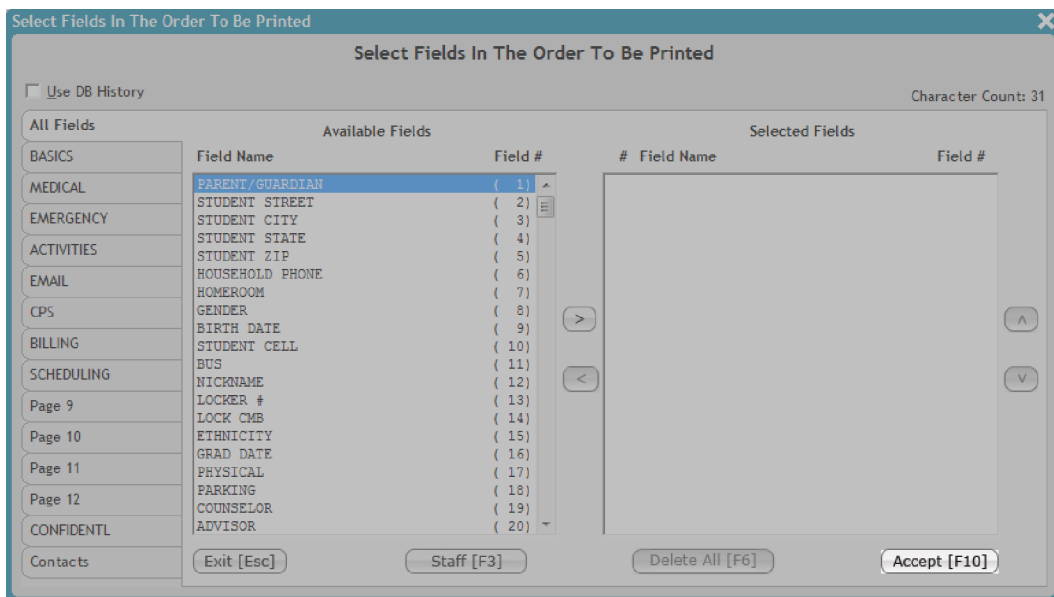 Select Fields In The Order To Be Printed
Select Fields In The Order To Be Printed
Use DB History
Character Count: 31
All Fields
BASICS
MEDICAL
EMERGENCY
ACTIVITIES
EMAIL
CPS
BILLING
SCHEDULING
Page 9
Page 10
Page 11
Page 12
CONFIDENTL
Contacts
Available Fields
Field Name Field #
PARENT/GUARDIAN ( 1)
STUDENT STREET ( 2)
STUDENT CITY ( 3)
STUDENT STATE ( 4)
STUDENT ZIP ( 5)
HOUSEHOLD PHONE ( 6)
HOMEROOM ( 7)
GENDER ( 8)
BIRTH DATE ( 9)
STUDENT CELL ( 10)
BUS ( 11)
NICKNAME ( 12)
LOCKER # ( 13)
LOCK CMB ( 14)
ETHNICITY ( 15)
GRAD DATE ( 16)
PHYSICAL ( 17)
PARKING ( 18)
COUNSELOR ( 19)
ADVISOR ( 20)
>
<
Selected Fields
# Field Name Field #
Exit [Esc]
Staff [F3]
Delete All [F6]
Accept [F10]